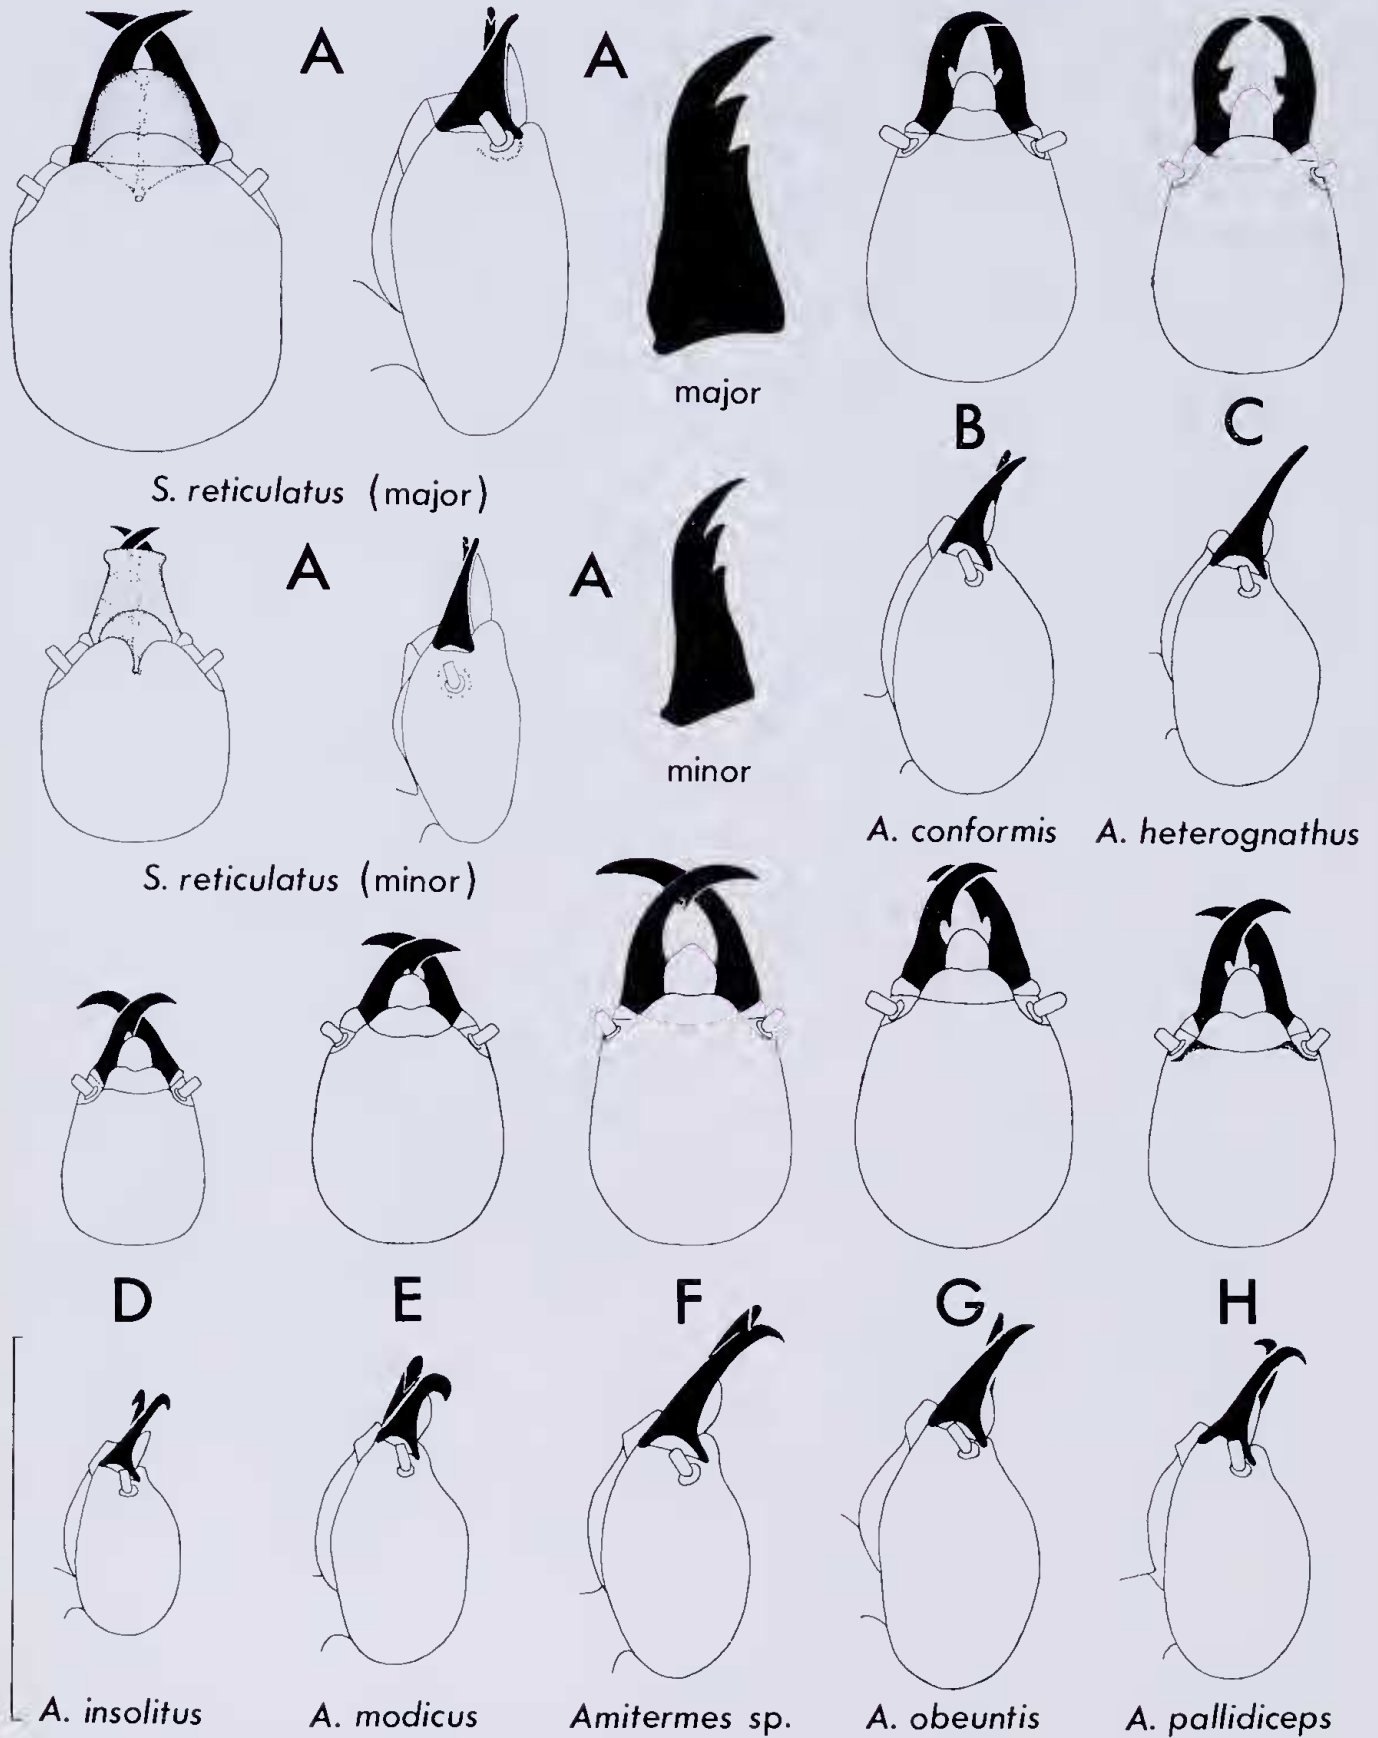 A
A
major
B
C
S. reticulatus (major)
A
A
minor
A. conformis
A. heterognathus
S. reticulatus (minor)
D
E
F
G
H
A. insolitus
A. modicus
Amitermes sp.
A. obeuntis
A. pallidiceps